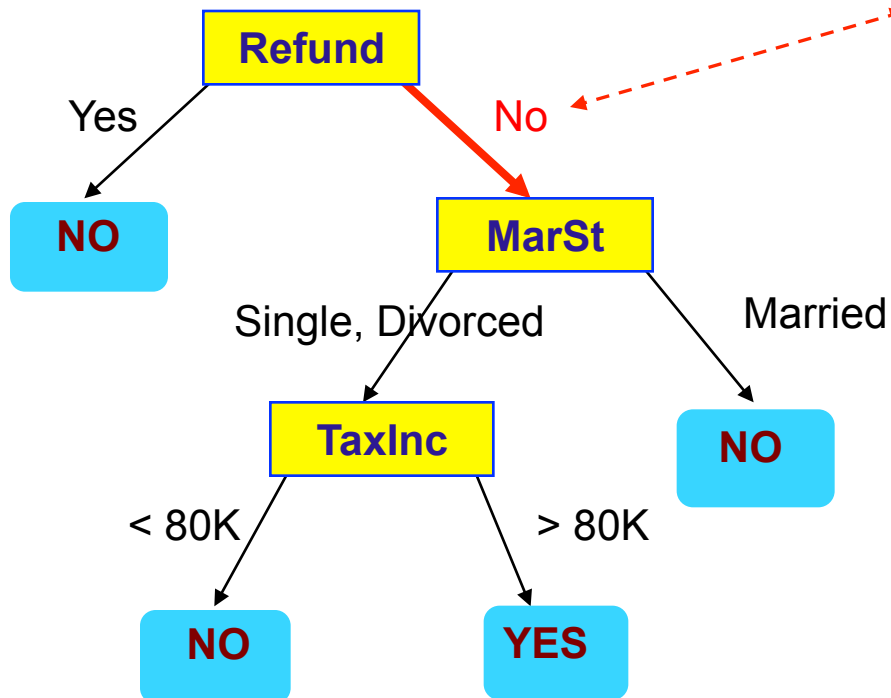 Refund
Yes
No
NO
MarSt
Single, Divorced
Married
TaxInc
NO
< 80K
> 80K
NO
YES